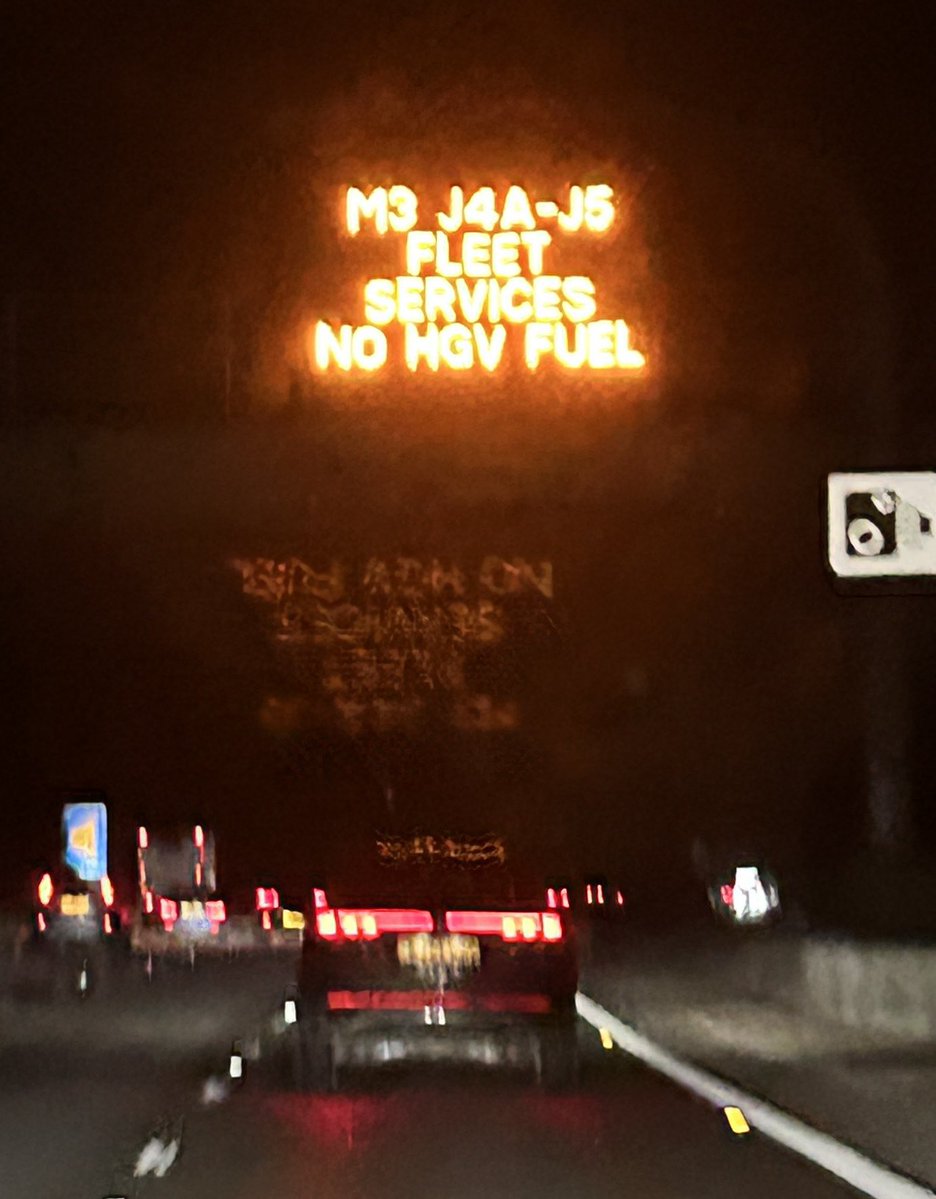 M3 J4A-J5
FLEET
SERVICES
NO HGV FUEL